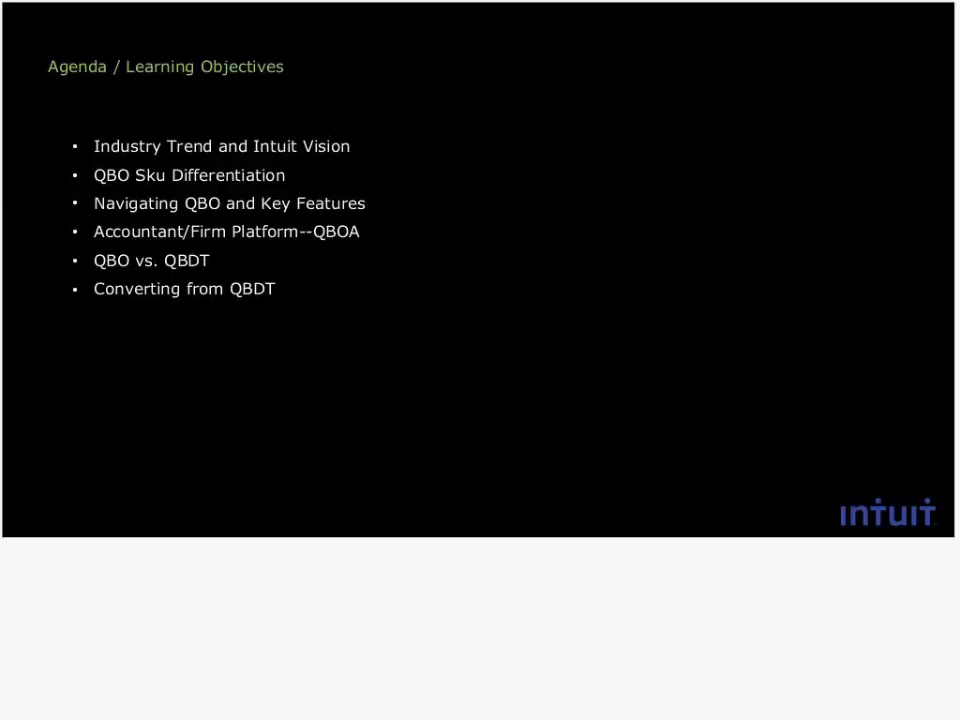 Agenda / Learning Objectives
• Industry Trend and Intuit Vision
• QBO Sku Differentiation
• Navigating QBO and Key Features
• Accountant/Firm Platform--QBOA
• QBO vs. QBDT
• Converting from QBDT
intuit